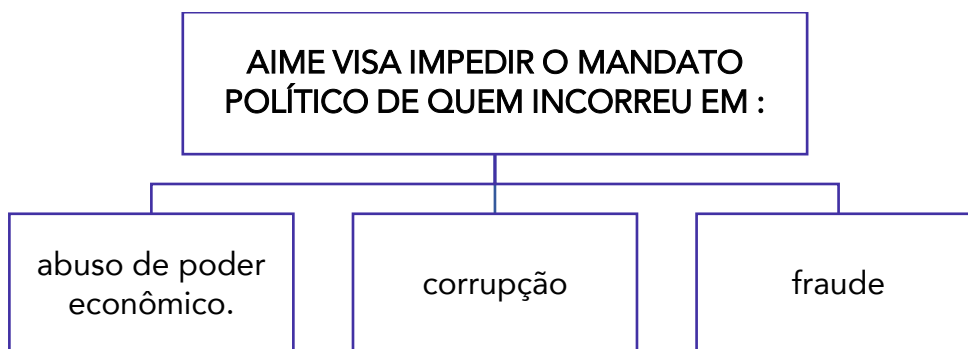 AIME VISA IMPEDIR O MANDATO
POLÍTICO DE QUEM INCORREU EM :
abuso de poder
econômico.
corrupção
fraude